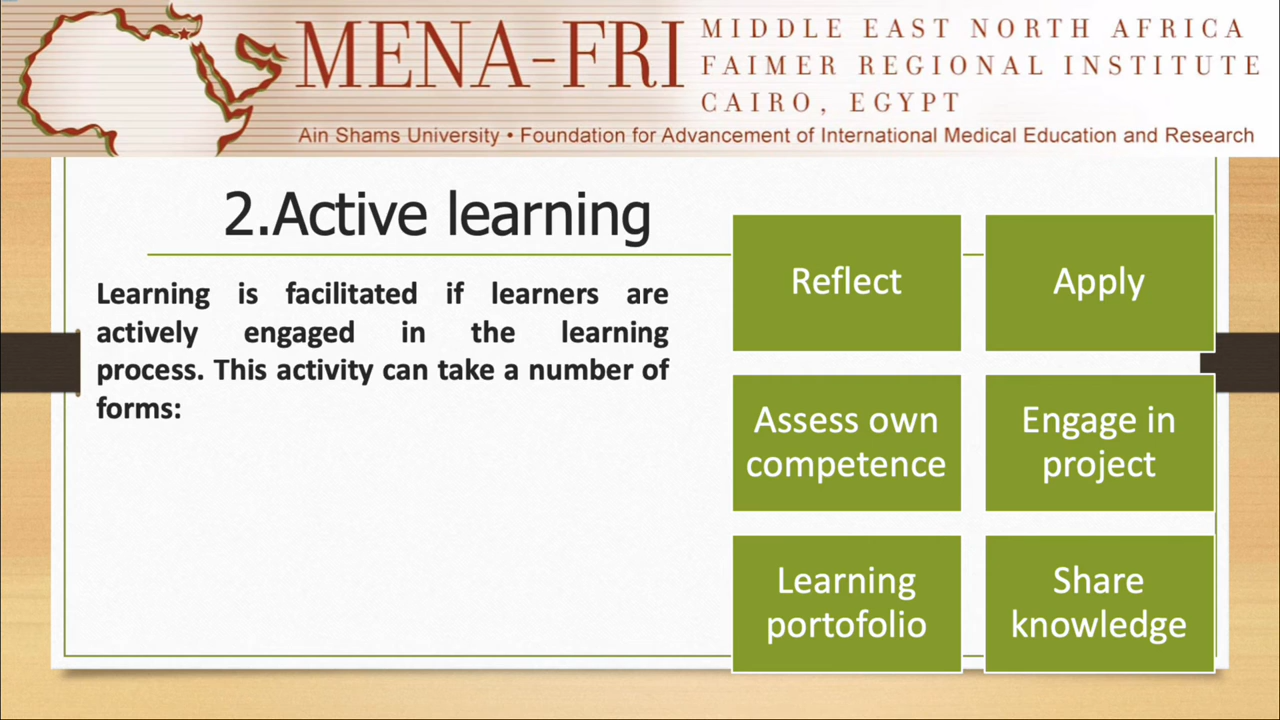 MENA-FRI
MIDDLE EAST NORTH AFRICA
FAIMER REGIONAL INSTITUTE
CAIRO, EGYPT
Ain Shams University • Foundation for Advancement of International Medical Education and Research
2.Active learning
Learning is facilitated if learners are
actively engaged in the learning
process. This activity can take a number of
forms:
Reflect
Apply
Assess own
competence
Engage in
project
Learning
portofolio
Share
knowledge